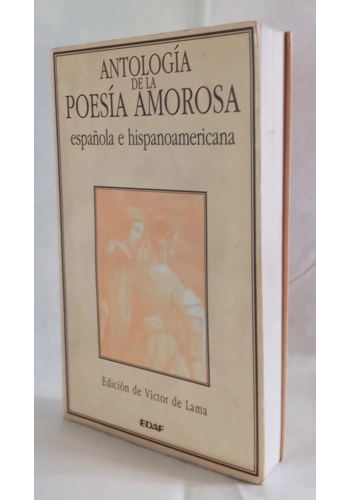 ANTOLOGÍA
DE LA
POESÍA AMOROSA
española e hispanoamericana
Edición de Víctor de Lama
EDAF